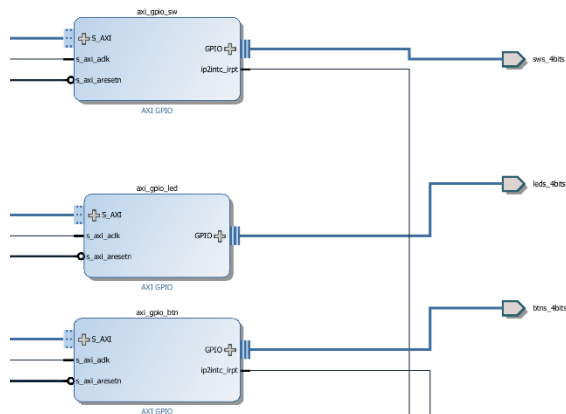 axi_gpio_sw
S_AXI
s_axi_aclk
s_axi_aresetn
GPIO
ip2intc_irpt
AXI GPIO
sws_4bits
axi_gpio_led
S_AXI
s_axi_aclk
s_axi_aresetn
GPIO
AXI GPIO
leds_4bits
axi_gpio_btn
S_AXI
s_axi_aclk
s_axi_aresetn
GPIO
ip2intc_irpt
AXI GPIO
btns_4bits